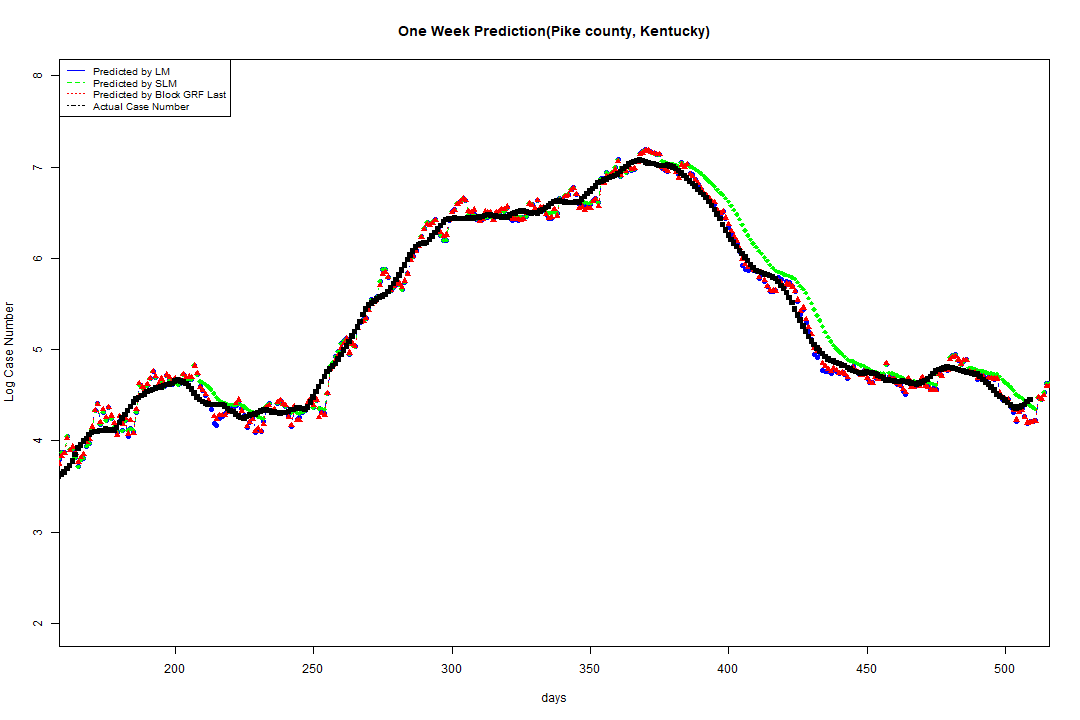 One Week Prediction(Pike county, Kentucky)
Predicted by LM
Predicted by SLM
Predicted by Block GRF Last
Actual Case Number
8
7
6
5
4
3
2
Log Case Number
200 250 300 350 400 450 500
days